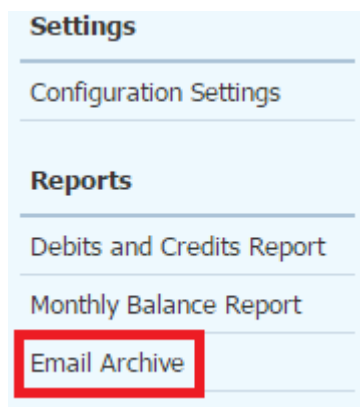 Settings
Configuration Settings
Reports
Debits and Credits Report
Monthly Balance Report
Email Archive